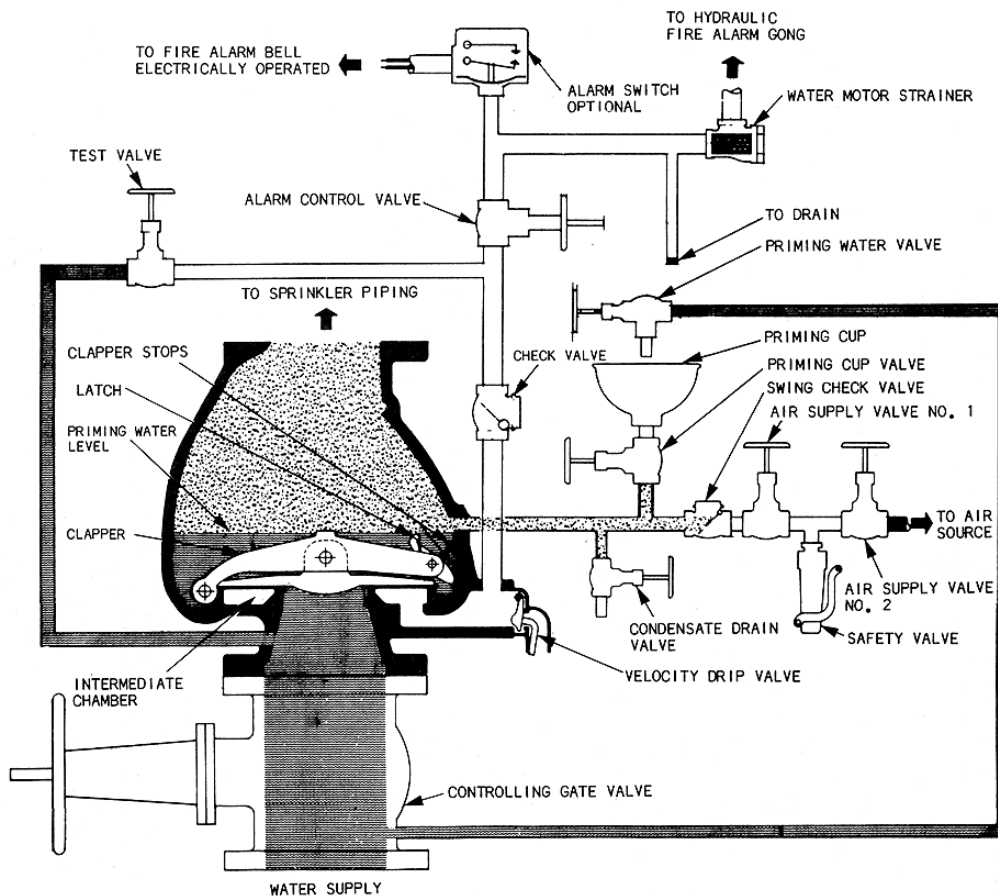 TO HYDRAULIC
FIRE ALARM GONG
TO FIRE ALARM BELL
ELECTRICALLY OPERATED
ALARM SWITCH
OPTIONAL
WATER MOTOR STRAINER
TEST VALVE
ALARM CONTROL VALVE
TO DRAIN
PRIMING WATER VALVE
TO SPRINKLER PIPING
CLAPPER STOPS
LATCH
PRIMING WATER
LEVEL
CLAPPER
CHECK VALVE
PRIMING CUP
PRIMING CUP VALVE
SWING CHECK VALVE
AIR SUPPLY VALVE NO. 1
TO AIR
SOURCE
AIR SUPPLY VALVE
NO. 2
SAFETY VALVE
CONDENSATE DRAIN
VALVE
VELOCITY DRIP VALVE
INTERMEDIATE
CHAMBER
CONTROLLING GATE VALVE
WATER SUPPLY